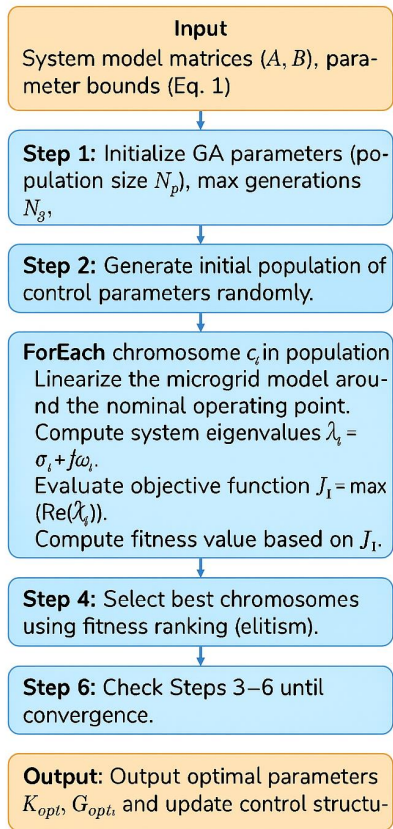 Input
System model matrices (A, B), para-
meter bounds (Eq. 1)
Step 1: Initialize GA parameters (po-
pulation size Nₚ), max generations
N₃,
Step 2: Generate initial population of
control parameters randomly.
ForEach chromosome cᵢ in population
Linearize the microgrid model arou-
nd the nominal operating point.
Compute system eigenvalues λᵢ =
σᵢ + jωᵢ.
Evaluate objective function J₁ = max
(Re(λᵢ)).
Compute fitness value based on J₁.
Step 4: Select best chromosomes
using fitness ranking (elitism).
Step 6: Check Steps 3–6 until
convergence.
Output: Output optimal parameters
K_opt, G_optᵢ and update control structu-